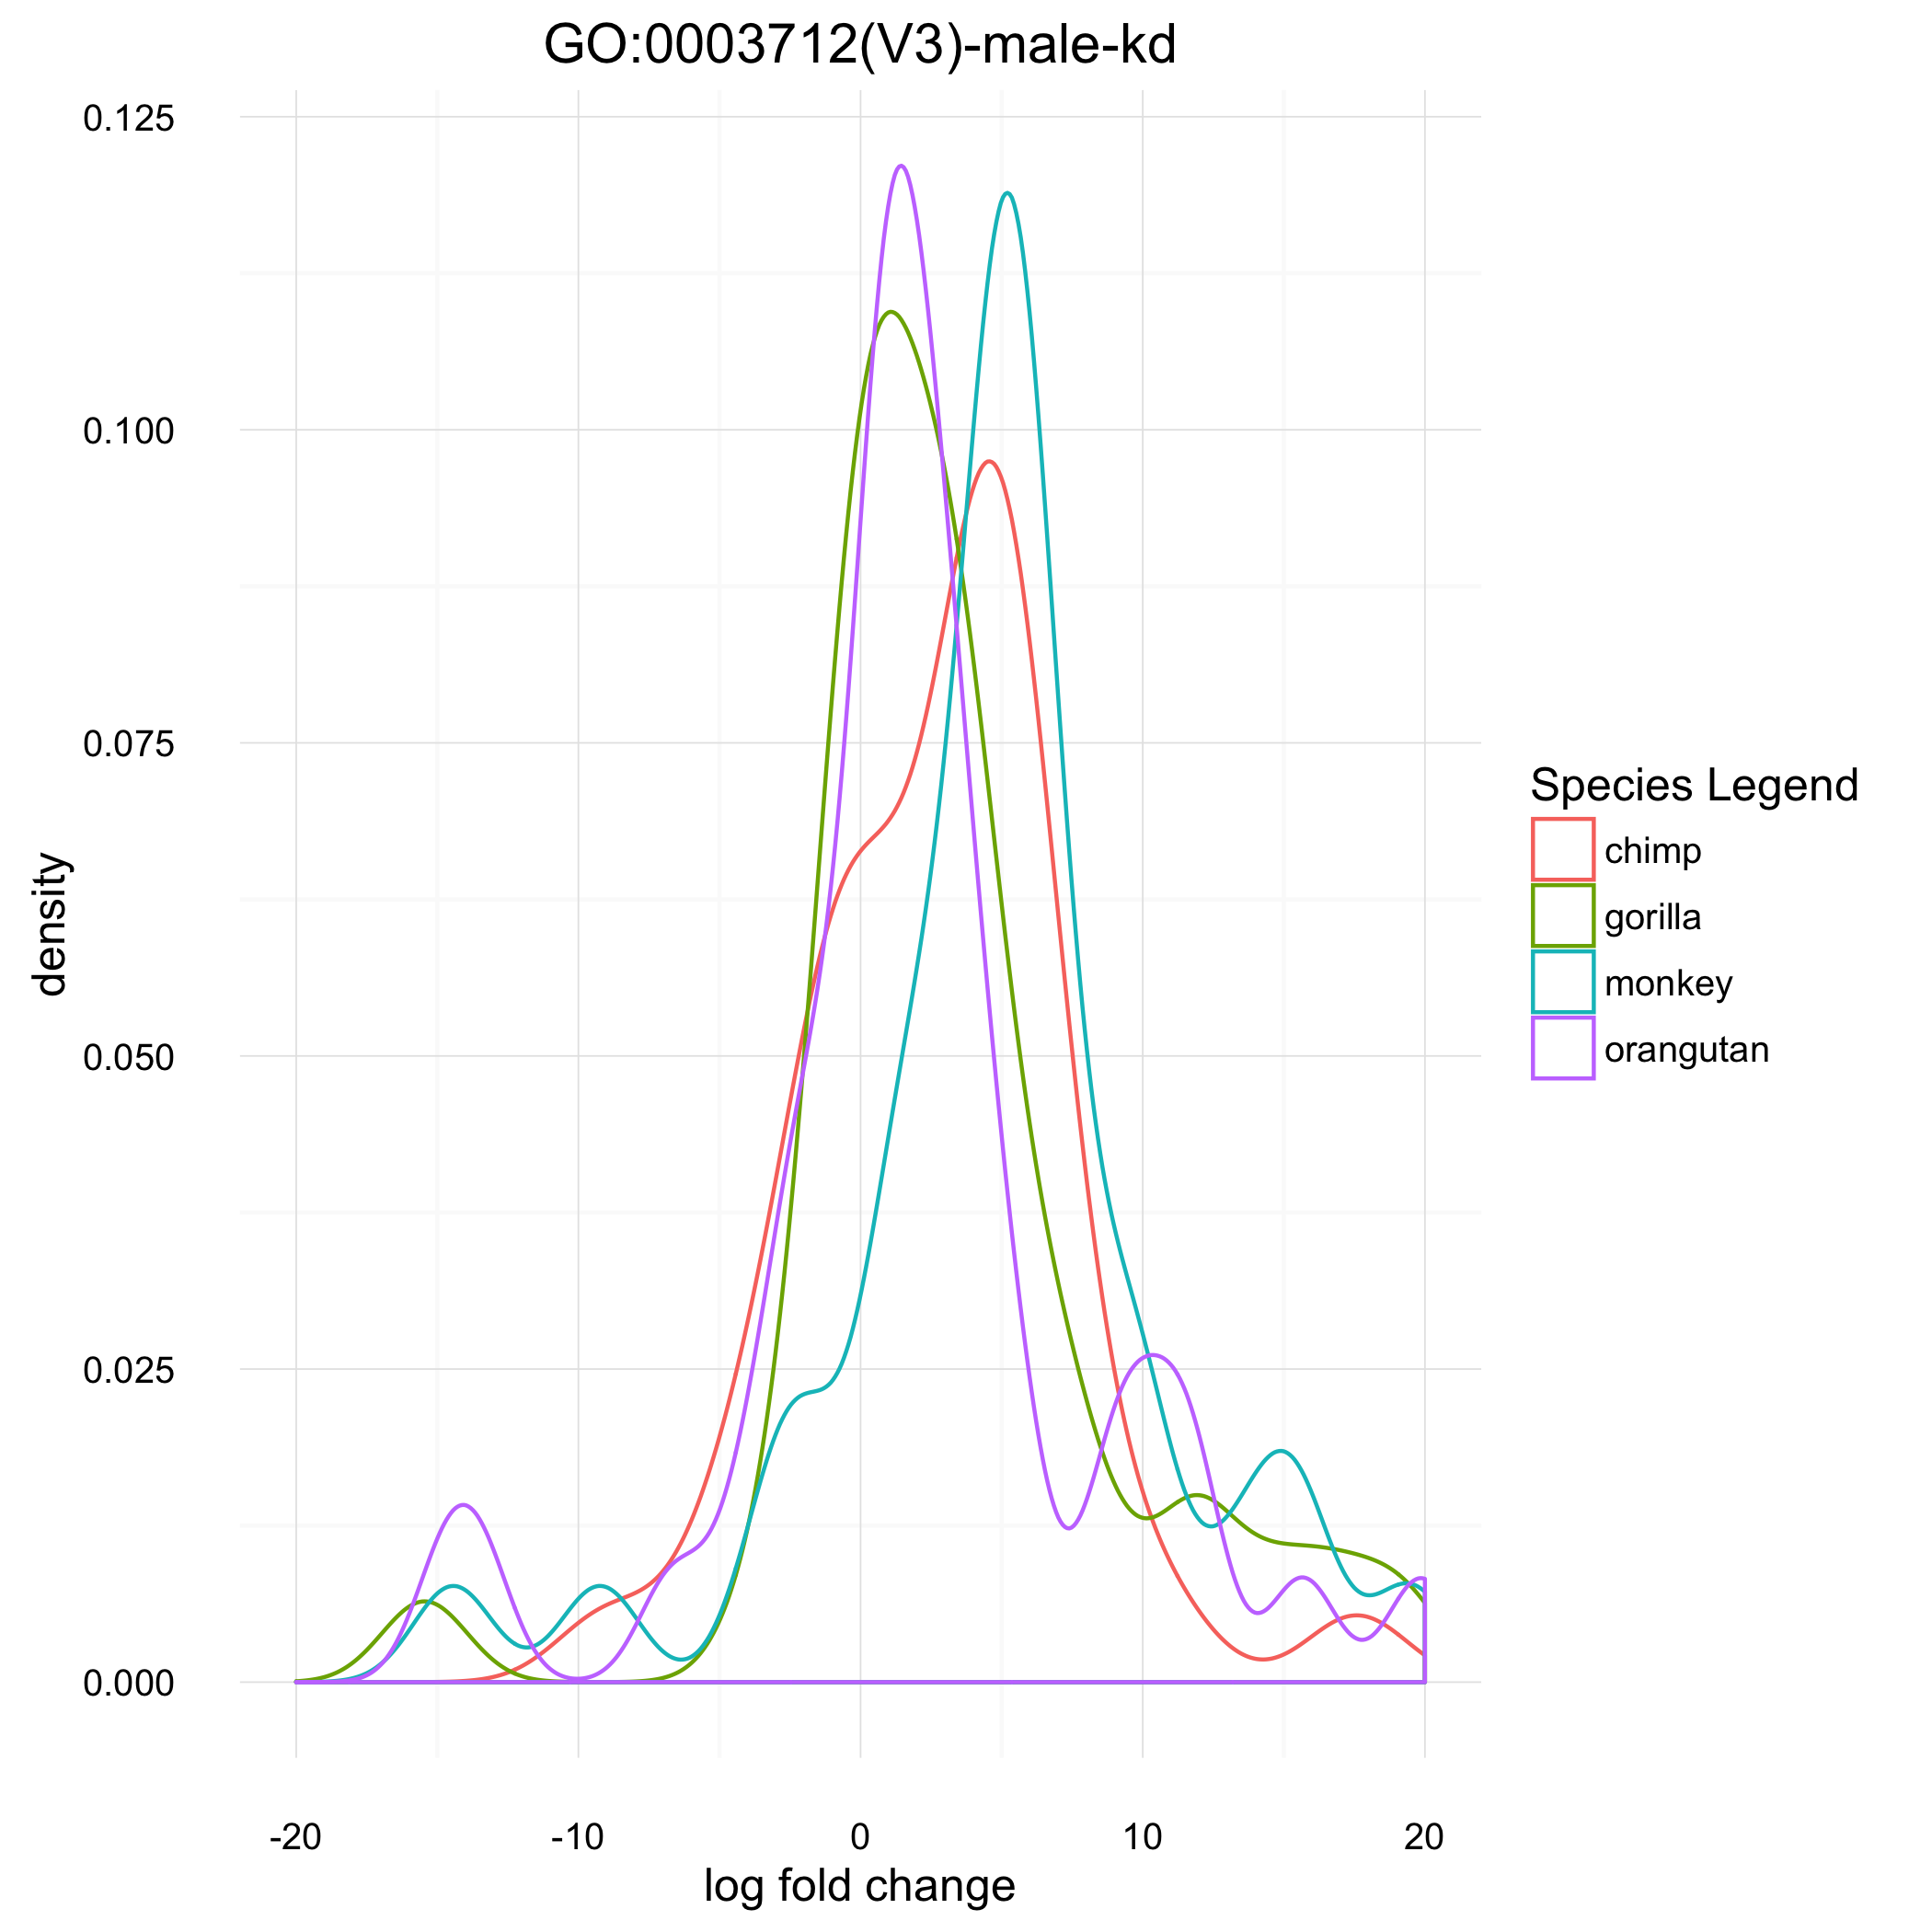 GO:0003712(V3)-male-kd
0.125
0.100
0.075
0.050
0.025
0.000
density
-20 -10 0 10 20
log fold change
Species Legend
chimp
gorilla
monkey
orangutan